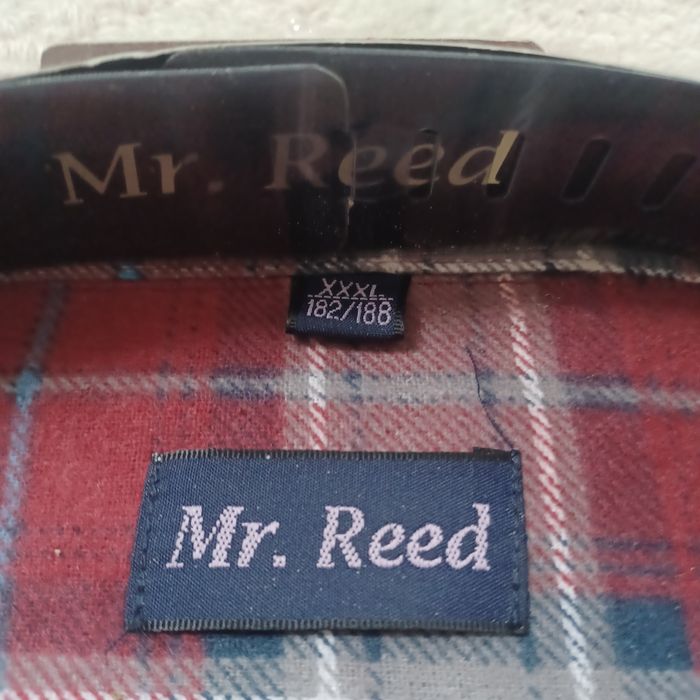 Mr. Reed
XXXL
182/188
Mr. Reed